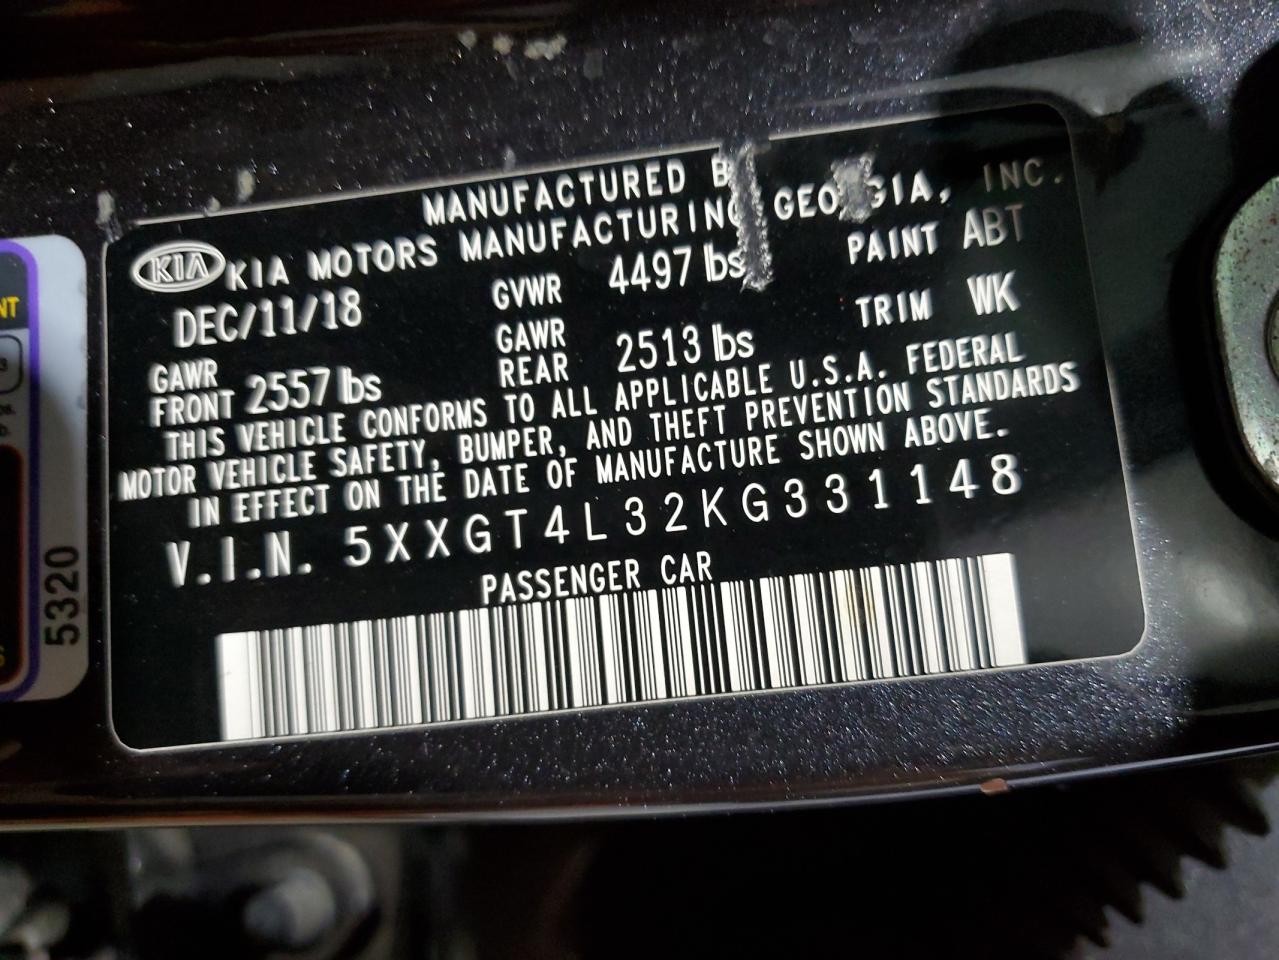 MANUFACTURED B
KIA KIA MOTORS MANUFACTURING GEORGIA, INC.
DEC/11/18 GVWR 4497 lbs PAINT ABT
GAWR FRONT 2557 lbs GAWR REAR 2513 lbs TRIM WK
THIS VEHICLE CONFORMS TO ALL APPLICABLE U.S.A. FEDERAL
MOTOR VEHICLE SAFETY, BUMPER, AND THEFT PREVENTION STANDARDS
IN EFFECT ON THE DATE OF MANUFACTURE SHOWN ABOVE.
V.I.N. 5XXGT4L32KG331148
PASSENGER CAR
5320